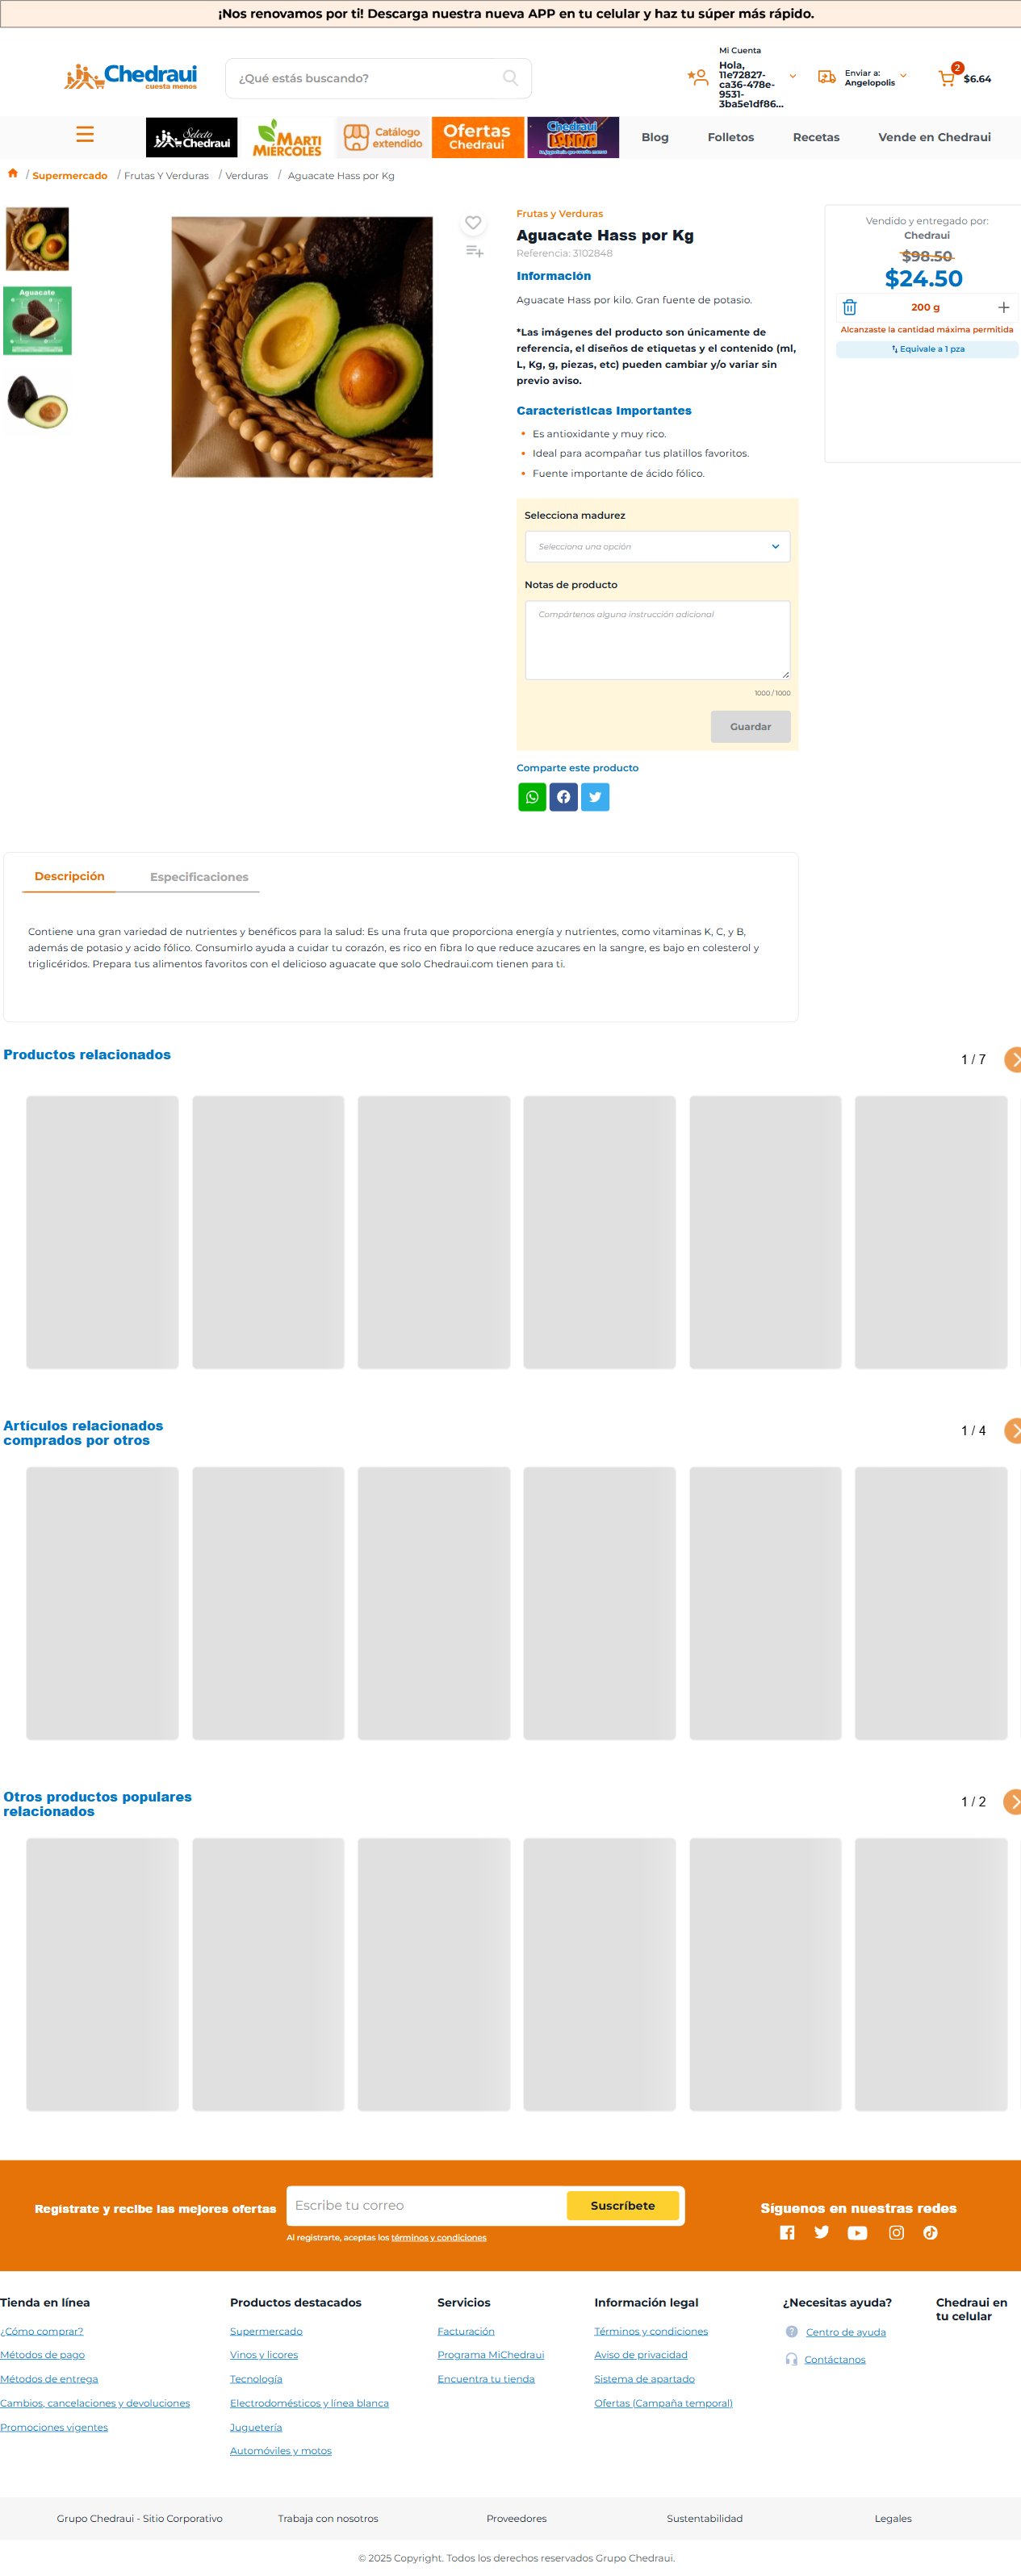 ¡Nos renovamos por ti! Descarga nuestra nueva APP en tu celular y haz tu súper más rápido.
Chedraui
cuesta menos
¿Qué estás buscando?
Mi Cuenta
Hola,
11e72827-
ca36-478e-
9531-
3ba5e1df86...
Enviar a:
Angelopolis
2
$6.64
Selecto
Chedraui
MARTI
MIÉRCOLES
Catálogo
extendido
Ofertas
Chedraui
Chedraui
Blog
Folletos
Recetas
Vende en Chedraui
/ Supermercado / Frutas Y Verduras / Verduras / Aguacate Hass por Kg
Aguacate
Frutas y Verduras
Aguacate Hass por Kg
Referencia: 3102848
Información
Aguacate Hass por kilo. Gran fuente de potasio.
*Las imágenes del producto son únicamente de
referencia, el diseños de etiquetas y el contenido (ml,
L, Kg, g, piezas, etc) pueden cambiar y/o variar sin
previo aviso.
Características Importantes
• Es antioxidante y muy rico.
• Ideal para acompañar tus platillos favoritos.
• Fuente importante de ácido fólico.
Vendido y entregado por:
Chedraui
$98.50
$24.50
200 g
Alcanzaste la cantidad máxima permitida
Equivale a 1 pza
Selecciona madurez
Selecciona una opción
Notas de producto
Compártenos alguna instrucción adicional
1000 / 1000
Guardar
Comparte este producto
Descripción
Especificaciones
Contiene una gran variedad de nutrientes y benéficos para la salud: Es una fruta que proporciona energía y nutrientes, como vitaminas K, C, y B,
además de potasio y acido fólico. Consumirlo ayuda a cuidar tu corazón, es rico en fibra lo que reduce azucares en la sangre, es bajo en colesterol y
triglicéridos. Prepara tus alimentos favoritos con el delicioso aguacate que solo Chedraui.com tienen para ti.
Productos relacionados
1 / 7
Artículos relacionados
comprados por otros
1 / 4
Otros productos populares
relacionados
1 / 2
Regístrate y recibe las mejores ofertas
Escribe tu correo
Suscríbete
Al registrarte, aceptas los términos y condiciones
Síguenos en nuestras redes
Tienda en línea
¿Cómo comprar?
Métodos de pago
Métodos de entrega
Cambios, cancelaciones y devoluciones
Promociones vigentes
Productos destacados
Supermercado
Vinos y licores
Tecnología
Electrodomésticos y línea blanca
Juguetería
Automóviles y motos
Servicios
Facturación
Programa MiChedraui
Encuentra tu tienda
Información legal
Términos y condiciones
Aviso de privacidad
Sistema de apartado
Ofertas (Campaña temporal)
¿Necesitas ayuda?
Centro de ayuda
Contáctanos
Chedraui en
tu celular
Grupo Chedraui - Sitio Corporativo
Trabaja con nosotros
Proveedores
Sustentabilidad
Legales
© 2025 Copyright. Todos los derechos reservados Grupo Chedraui.